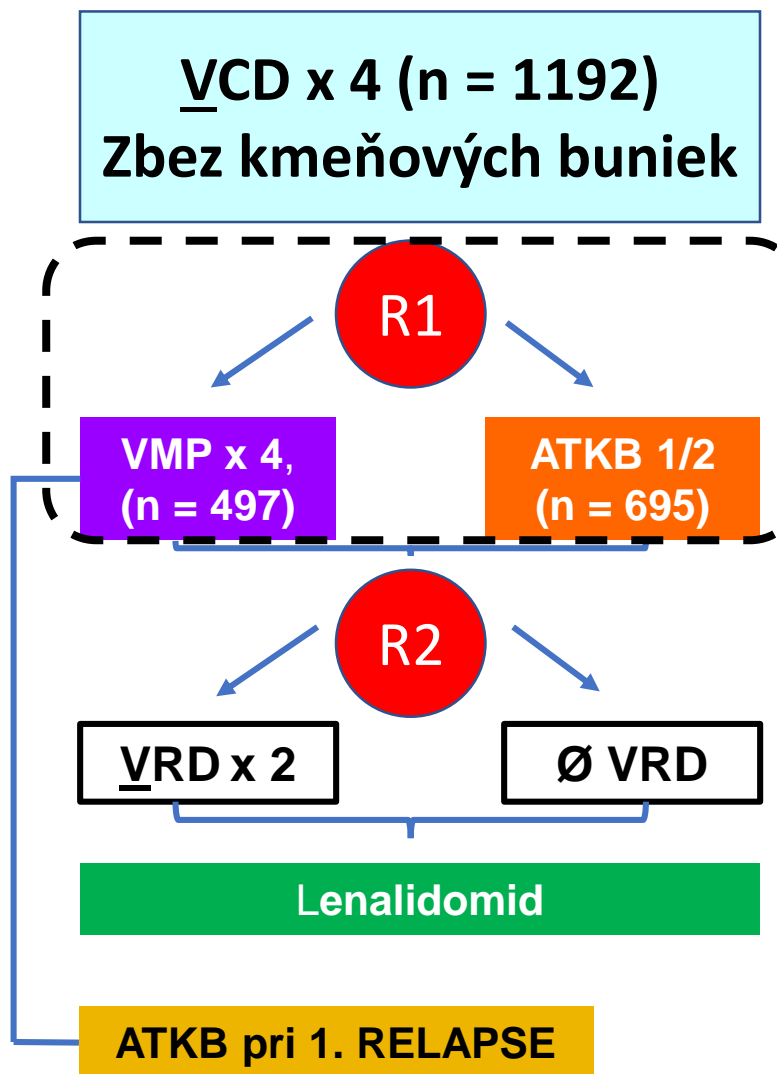 VCD x 4 (n = 1192)
Zbez kmeňových buniek
R1
VMP x 4,
(n = 497)
ATKB 1/2
(n = 695)
R2
VRD x 2
Ø VRD
Lenalidomid
ATKB pri 1. RELAPSE